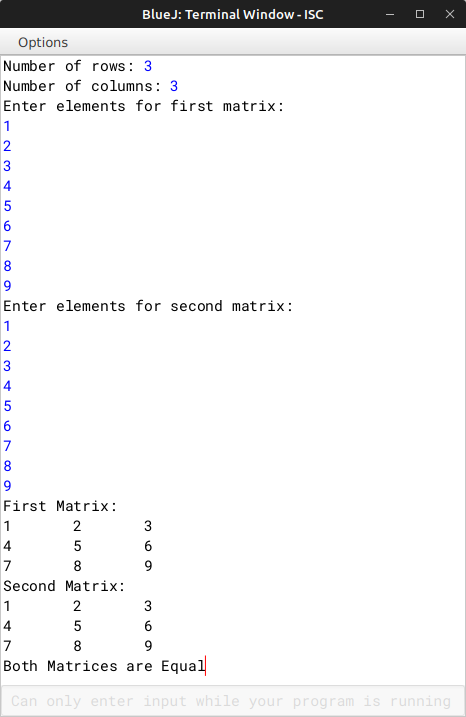 BlueJ: Terminal Window - ISC
Options
Number of rows: 3
Number of columns: 3
Enter elements for first matrix:
1
2
3
4
5
6
7
8
9
Enter elements for second matrix:
1
2
3
4
5
6
7
8
9
First Matrix:
1 2 3
4 5 6
7 8 9
Second Matrix:
1 2 3
4 5 6
7 8 9
Both Matrices are Equal
Can only enter input while your program is running